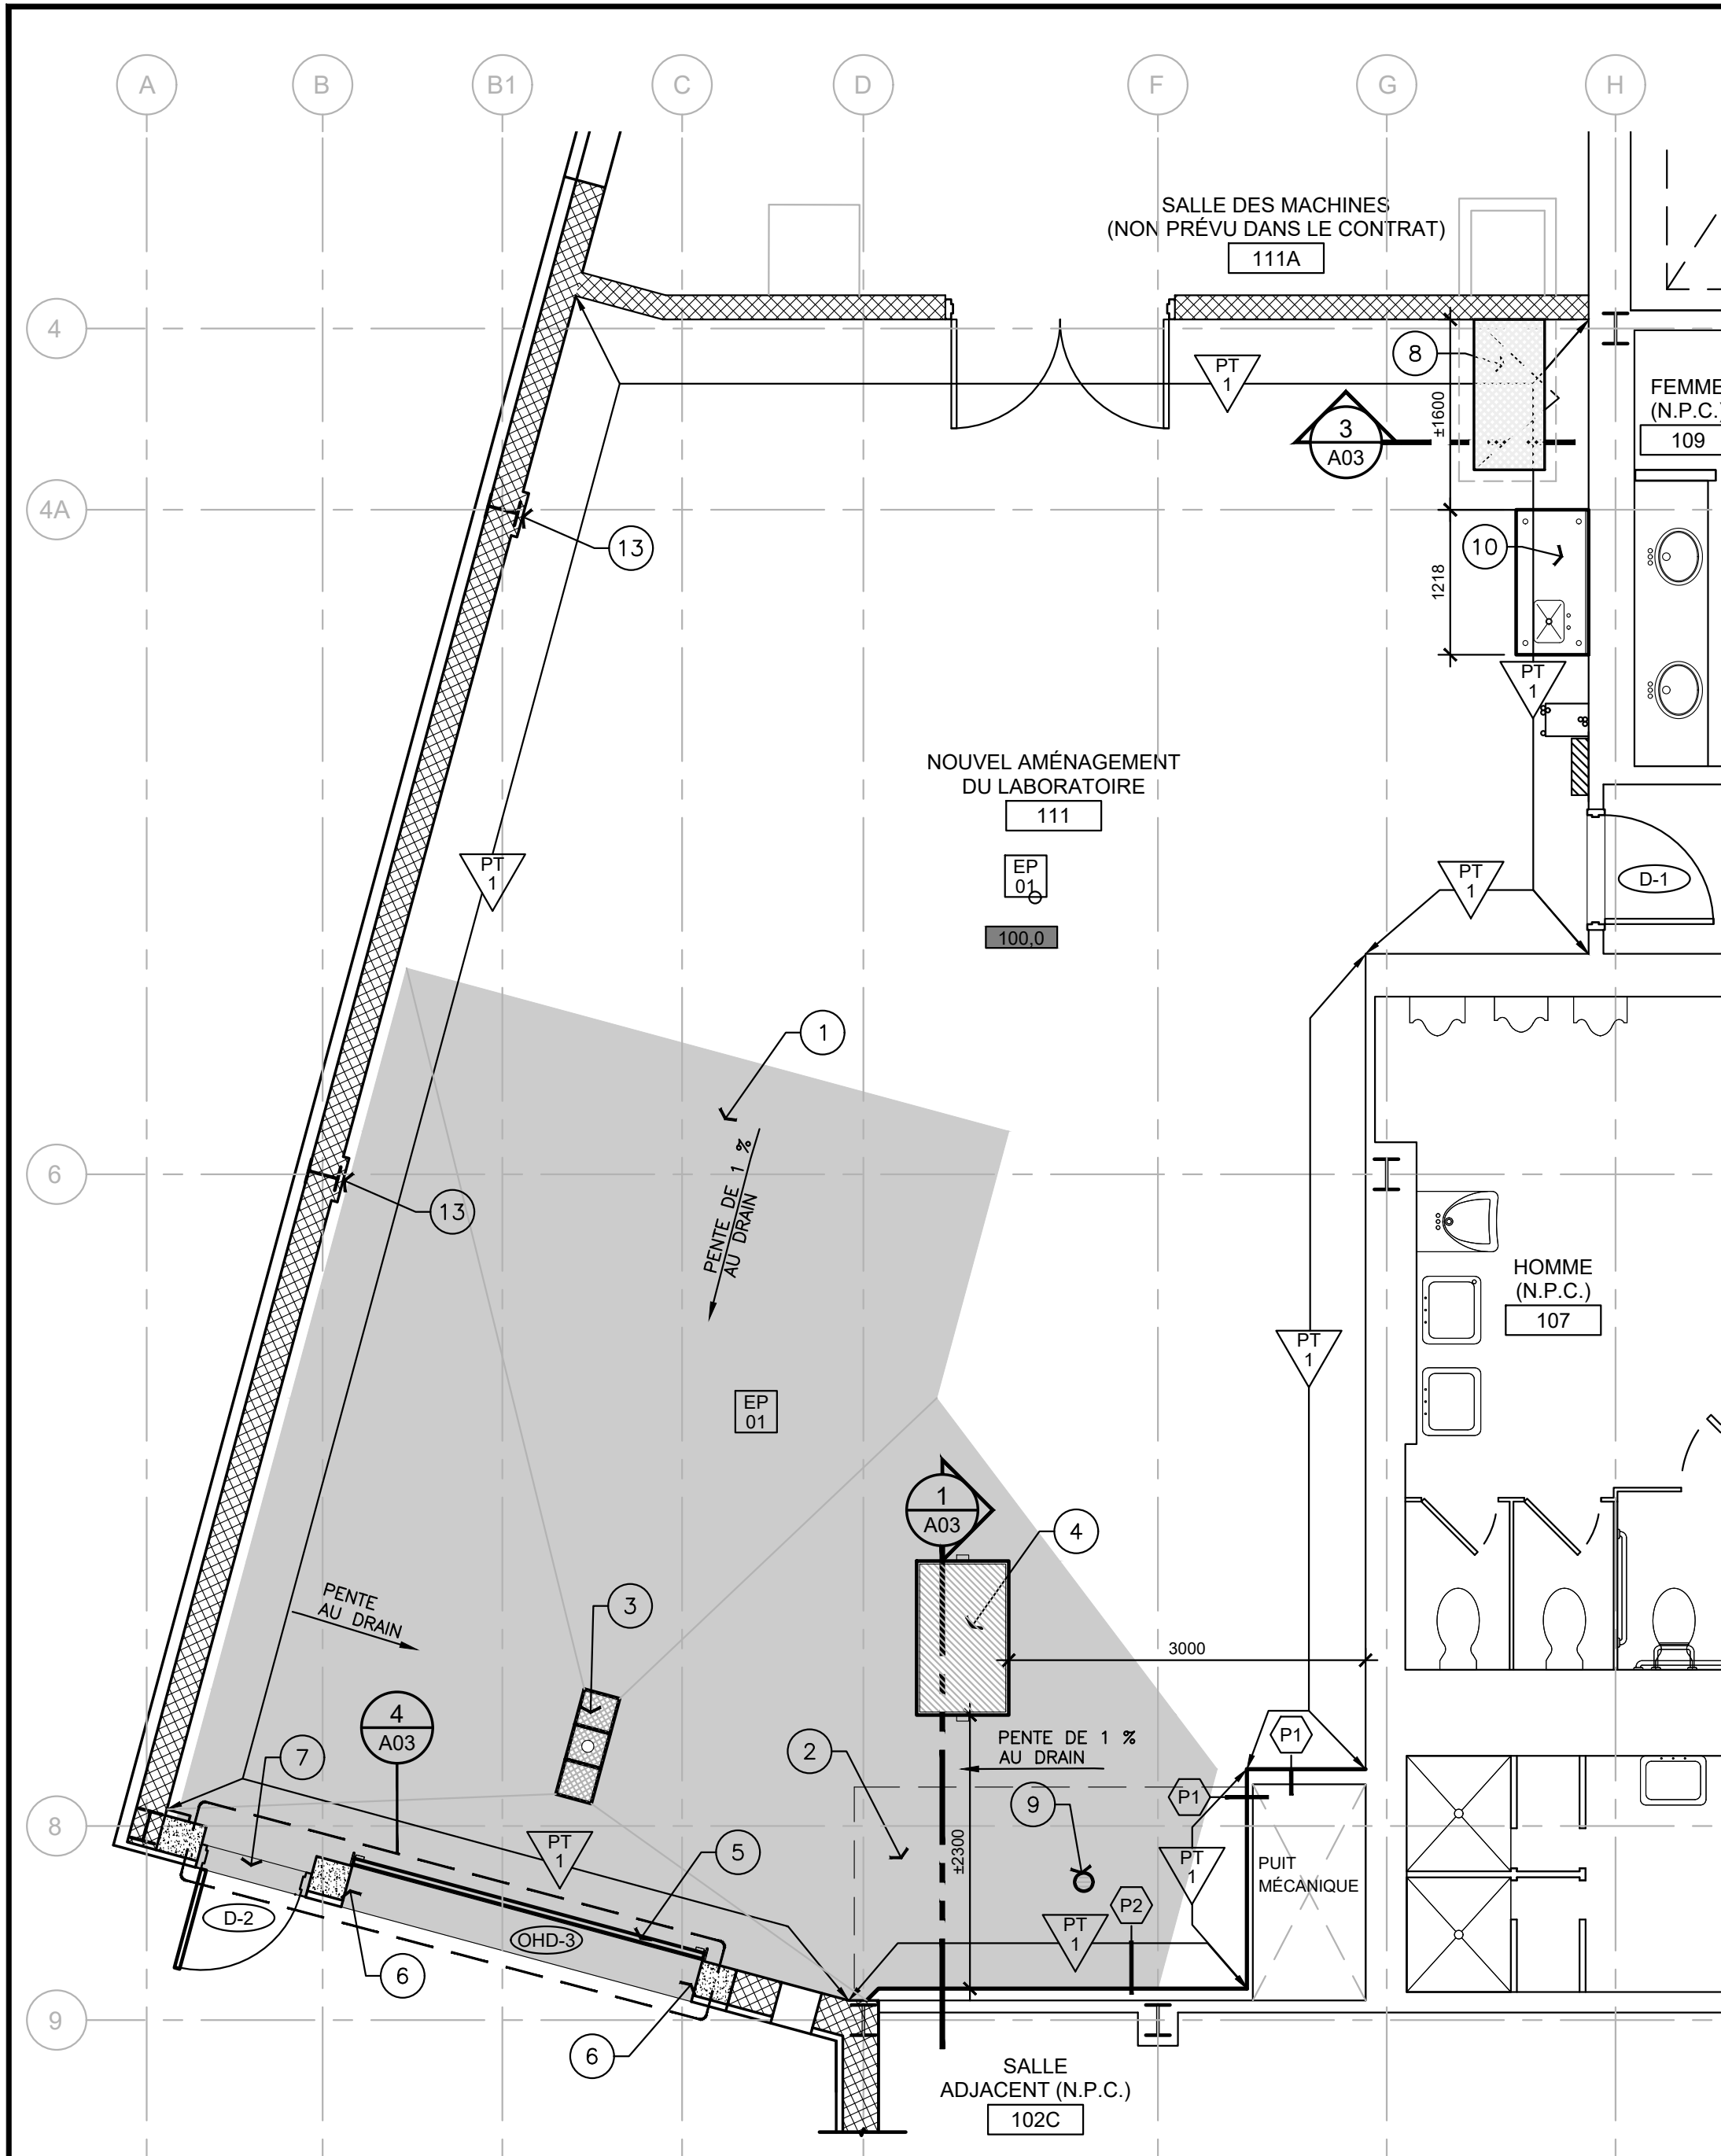 A
B
B1
C
D
F
G
H
SALLE DES MACHINES
(NON PRÉVU DANS LE CONTRAT)
111A
4
8
PT
1
3
A03
±1600
FEMME
(N.P.C.)
109
4A
13
10
1218
PT
1
NOUVEL AMÉNAGEMENT
DU LABORATOIRE
111
EP
01
100,0
PT
1
PT
1
D-1
1
PENTE DE 1 %
AU DRAIN
6
13
HOMME
(N.P.C.)
107
PT
1
EP
01
1
A03
4
PENTE
AU DRAIN
3
3000
4
A03
7
2
PENTE DE 1 %
AU DRAIN
P1
P1
9
8
PT
1
5
±2300
PT
1
PUIT
MÉCANIQUE
D-2
OHD-3
P2
PT
1
6
9
6
SALLE
ADJACENT (N.P.C.)
102C